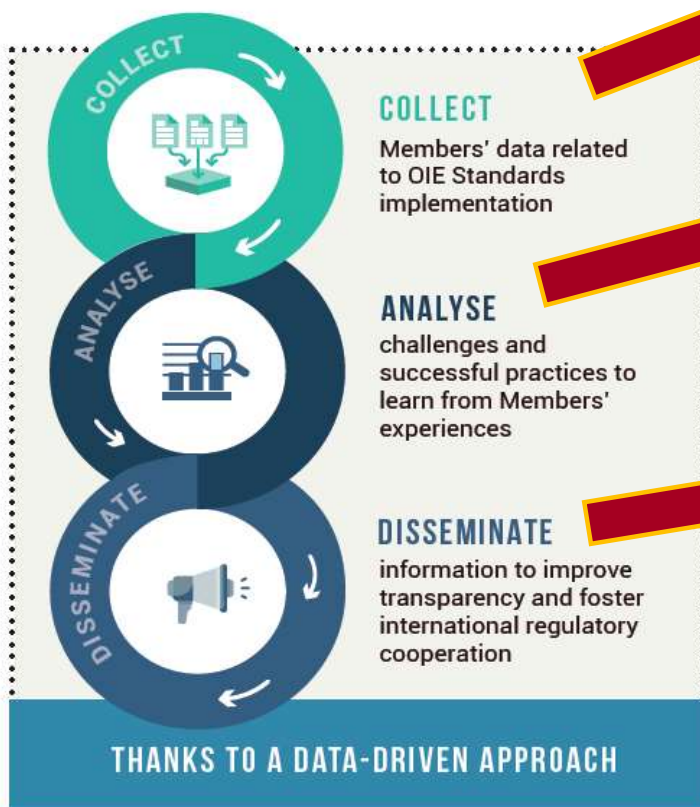 COLLECT
COLLECT
Members' data related
to OIE Standards
implementation
ANALYSE
ANALYSE
challenges and
successful practices to
learn from Members'
experiences
DISSEMINATE
DISSEMINATE
information to improve
transparency and foster
international regulatory
cooperation
THANKS TO A DATA-DRIVEN APPROACH